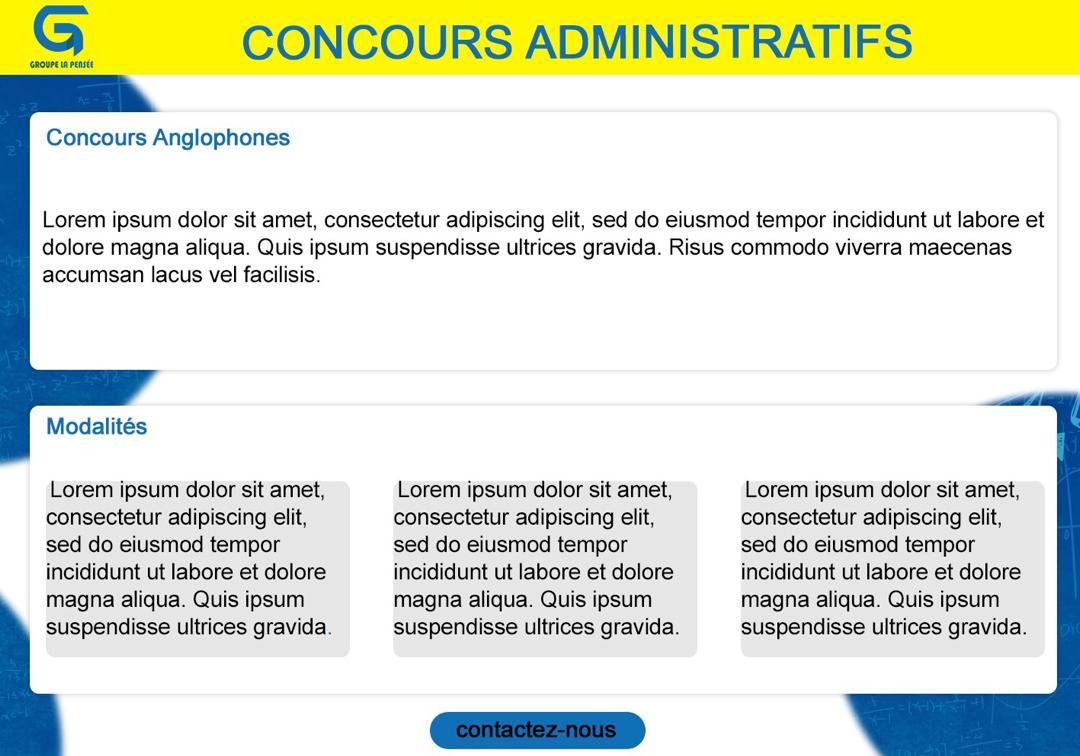 GROUPE LA PENSÉE
CONCOURS ADMINISTRATIFS
Concours Anglophones
Lorem ipsum dolor sit amet, consectetur adipiscing elit, sed do eiusmod tempor incididunt ut labore et
dolore magna aliqua. Quis ipsum suspendisse ultrices gravida. Risus commodo viverra maecenas
accumsan lacus vel facilisis.
Modalités
Lorem ipsum dolor sit amet,
consectetur adipiscing elit,
sed do eiusmod tempor
incididunt ut labore et dolore
magna aliqua. Quis ipsum
suspendisse ultrices gravida.
Lorem ipsum dolor sit amet,
consectetur adipiscing elit,
sed do eiusmod tempor
incididunt ut labore et dolore
magna aliqua. Quis ipsum
suspendisse ultrices gravida.
Lorem ipsum dolor sit amet,
consectetur adipiscing elit,
sed do eiusmod tempor
incididunt ut labore et dolore
magna aliqua. Quis ipsum
suspendisse ultrices gravida.
contactez-nous